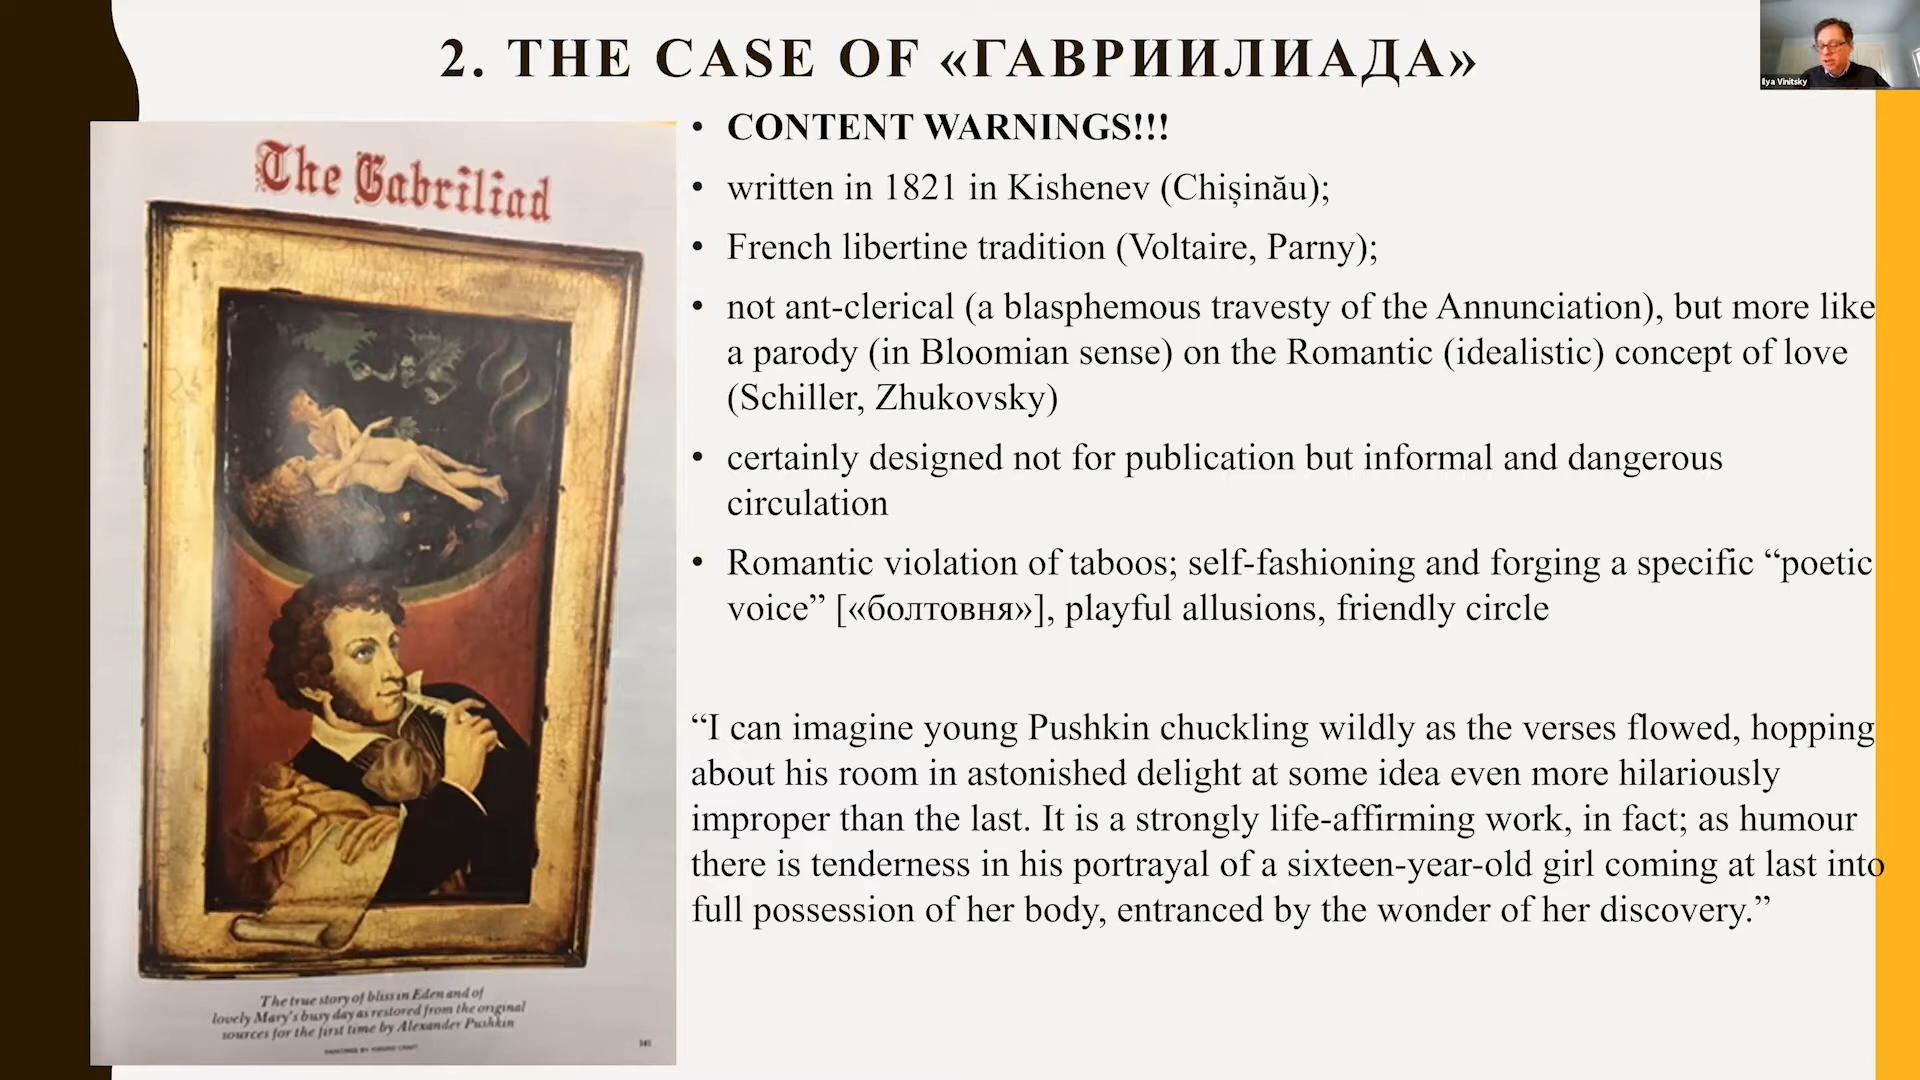 2. THE CASE OF «ГАВРИИЛИАДА»
Ilya Vinitsky
The Gabriliad
The true story of bliss in Eden and of
lovely Mary's busy day as restored from the original
sources for the first time by Alexander Pushkin
PAINTINGS BY KINUKO CRAFT
161
• CONTENT WARNINGS!!!
• written in 1821 in Kishenev (Chișinău);
• French libertine tradition (Voltaire, Parny);
• not ant-clerical (a blasphemous travesty of the Annunciation), but more like
a parody (in Bloomian sense) on the Romantic (idealistic) concept of love
(Schiller, Zhukovsky)
• certainly designed not for publication but informal and dangerous
circulation
• Romantic violation of taboos; self-fashioning and forging a specific “poetic
voice” [«болтовня»], playful allusions, friendly circle
“I can imagine young Pushkin chuckling wildly as the verses flowed, hopping
about his room in astonished delight at some idea even more hilariously
improper than the last. It is a strongly life-affirming work, in fact; as humour
there is tenderness in his portrayal of a sixteen-year-old girl coming at last into
full possession of her body, entranced by the wonder of her discovery.”